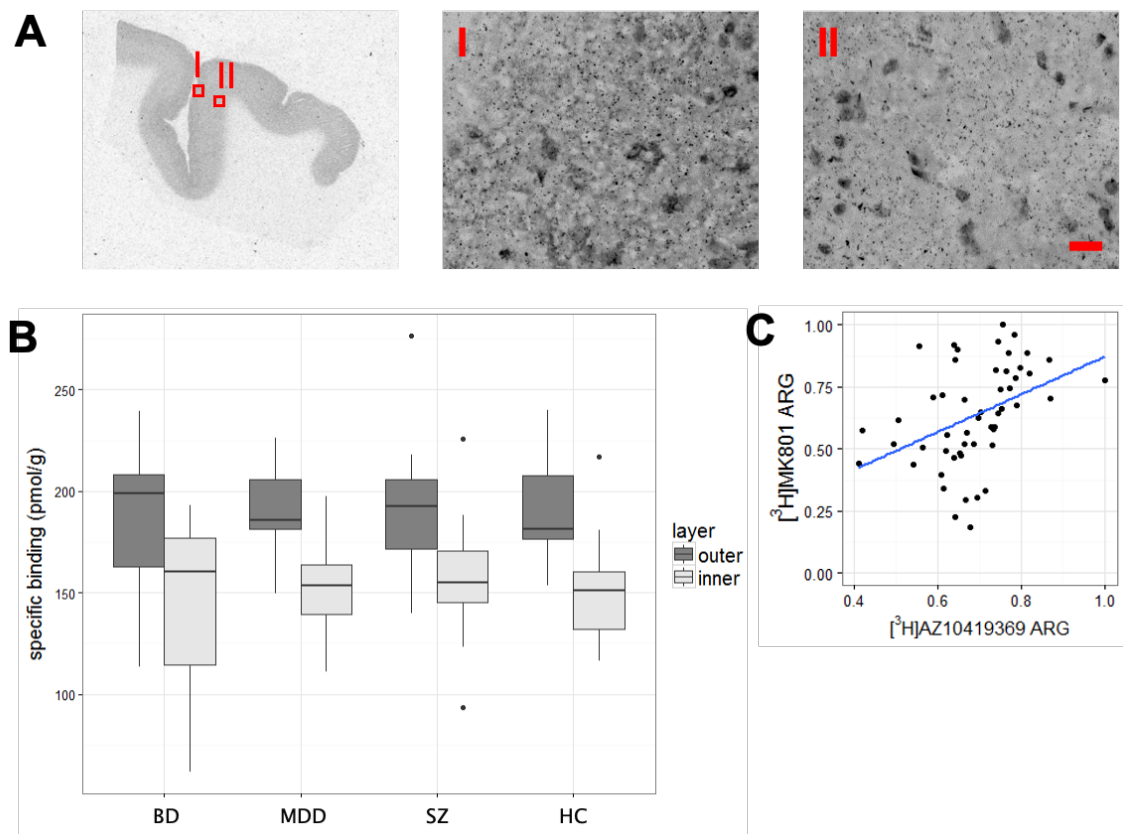 A
I
II
I
II
B
specific binding (pmol/g)
250
200
150
100
BD
MDD
SZ
HC
layer
outer
inner
C
[³H]MK801 ARG
1.00
0.75
0.50
0.25
0.00
0.4
0.6
0.8
1.0
[³H]AZ10419369 ARG